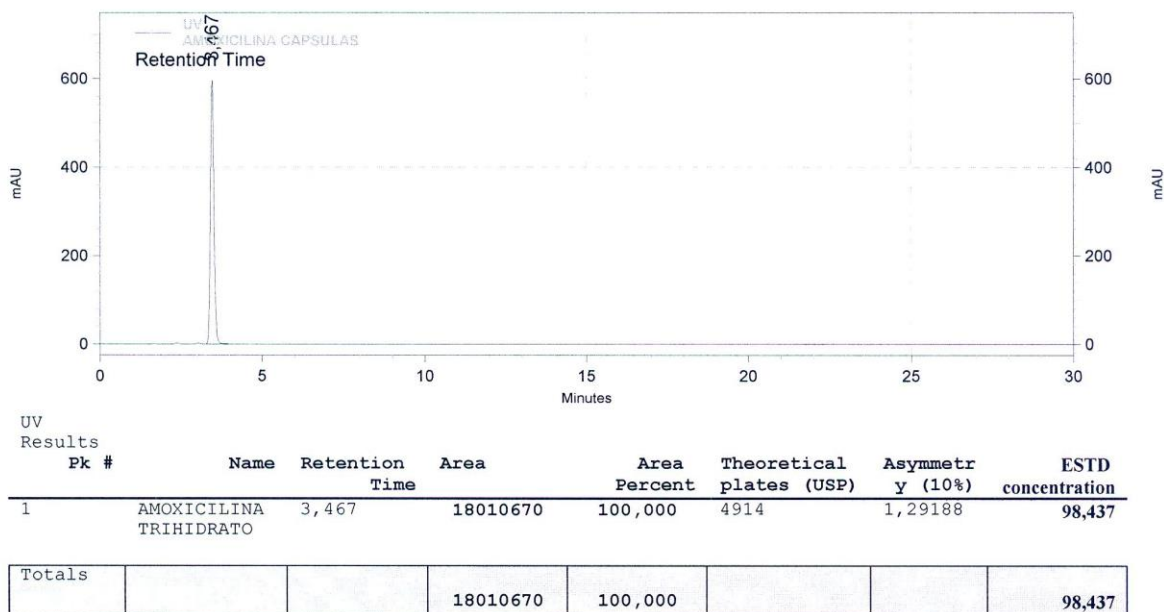 UV
AMOXICILINA CAPSULAS
Retention Time
3,467
600
400
200
0
mAU
600
400
200
0
mAU
0 5 10 15 20 25 30
Minutes
UV
Results
Pk # Name Retention Time Area Area Percent Theoretical plates (USP) Asymmetr y (10%) ESTD concentration
1 AMOXICILINA TRIHIDRATO 3,467 18010670 100,000 4914 1,29188 98,437
Totals
18010670 100,000 98,437